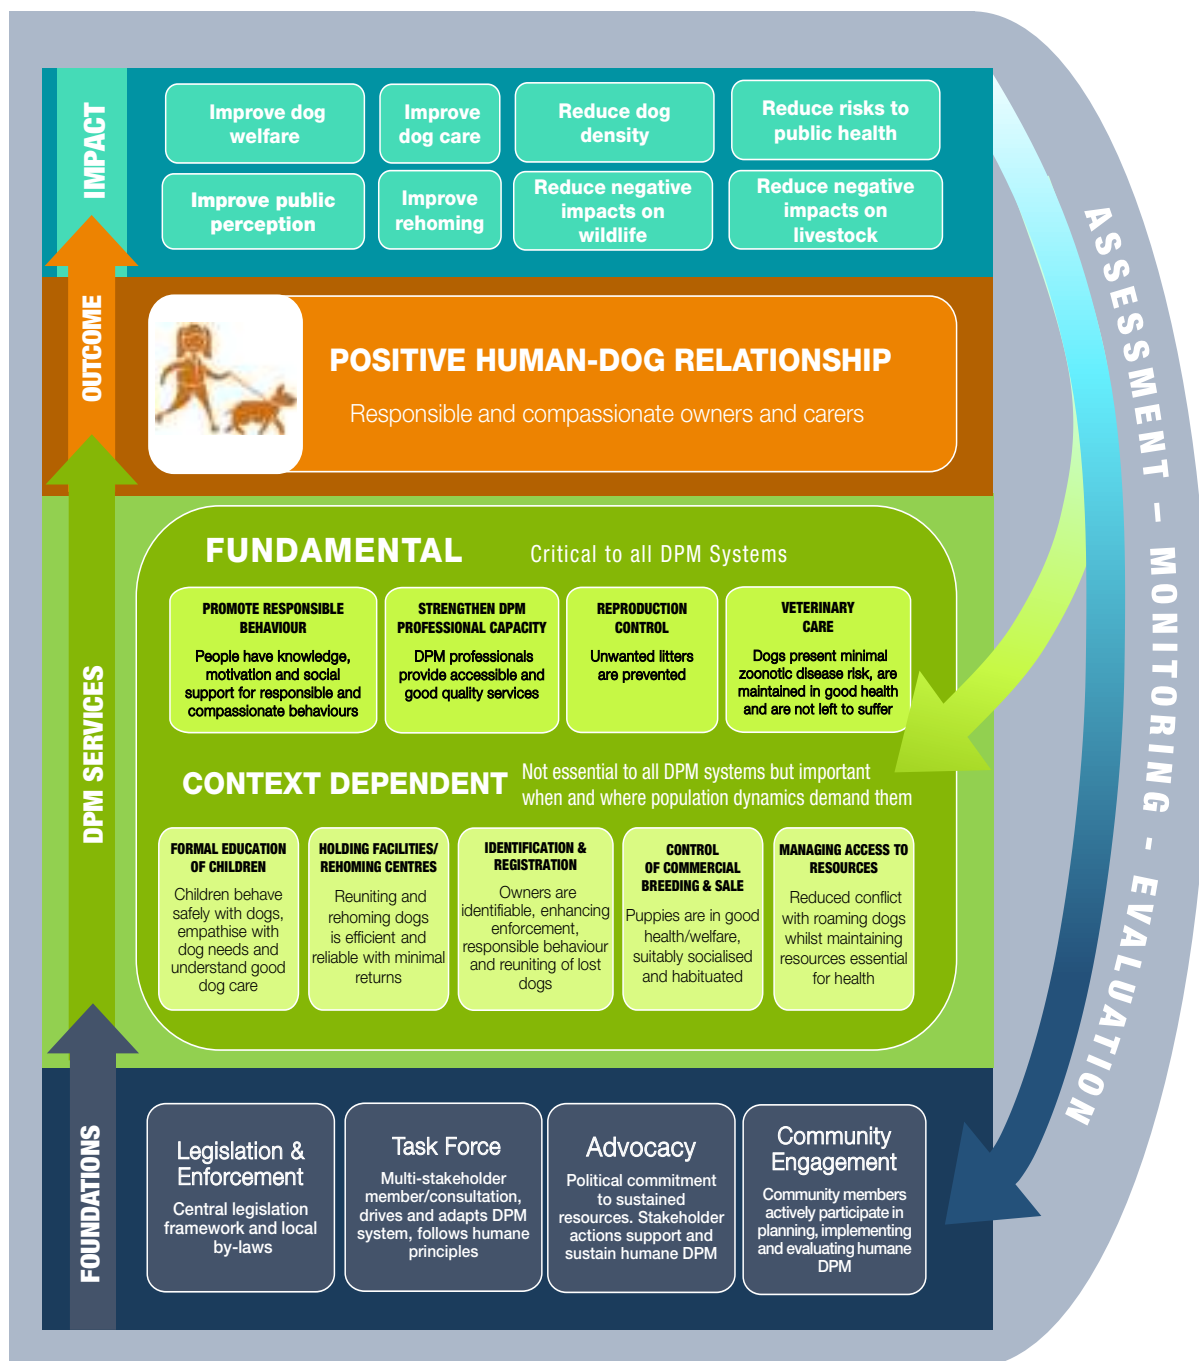 IMPACT
Improve dog
welfare
Improve
dog care
Reduce dog
density
Reduce risks to
public health
Improve public
perception
Improve
rehoming
Reduce negative
impacts on
wildlife
Reduce negative
impacts on
livestock
OUTCOME
POSITIVE HUMAN-DOG RELATIONSHIP
Responsible and compassionate owners and carers
DPM SERVICES
FUNDAMENTAL
Critical to all DPM Systems
PROMOTE RESPONSIBLE
BEHAVIOUR
People have knowledge,
motivation and social
support for responsible and
compassionate behaviours
STRENGTHEN DPM
PROFESSIONAL CAPACITY
DPM professionals
provide accessible and
good quality services
REPRODUCTION
CONTROL
Unwanted litters
are prevented
VETERINARY
CARE
Dogs present minimal
zoonotic disease risk, are
maintained in good health
and are not left to suffer
CONTEXT DEPENDENT
Not essential to all DPM systems but important
when and where population dynamics demand them
FORMAL EDUCATION
OF CHILDREN
Children behave
safely with dogs,
empathise with
dog needs and
understand good
dog care
HOLDING FACILITIES/
REHOMING CENTRES
Reuniting and
rehoming dogs
is efficient and
reliable with minimal
returns
IDENTIFICATION &
REGISTRATION
Owners are
identifiable, enhancing
enforcement,
responsible behaviour
and reuniting of lost
dogs
CONTROL
OF COMMERCIAL
BREEDING & SALE
Puppies are in good
health/welfare,
suitably socialised
and habituated
MANAGING ACCESS TO
RESOURCES
Reduced conflict
with roaming dogs
whilst maintaining
resources essential
for health
FOUNDATIONS
Legislation &
Enforcement
Central legislation
framework and local
by-laws
Task Force
Multi-stakeholder
member/consultation,
drives and adapts DPM
system, follows humane
principles
Advocacy
Political commitment
to sustained
resources. Stakeholder
actions support and
sustain humane DPM
Community
Engagement
Community members
actively participate in
planning, implementing
and evaluating humane
DPM
ASSESSMENT – MONITORING - EVALUATION